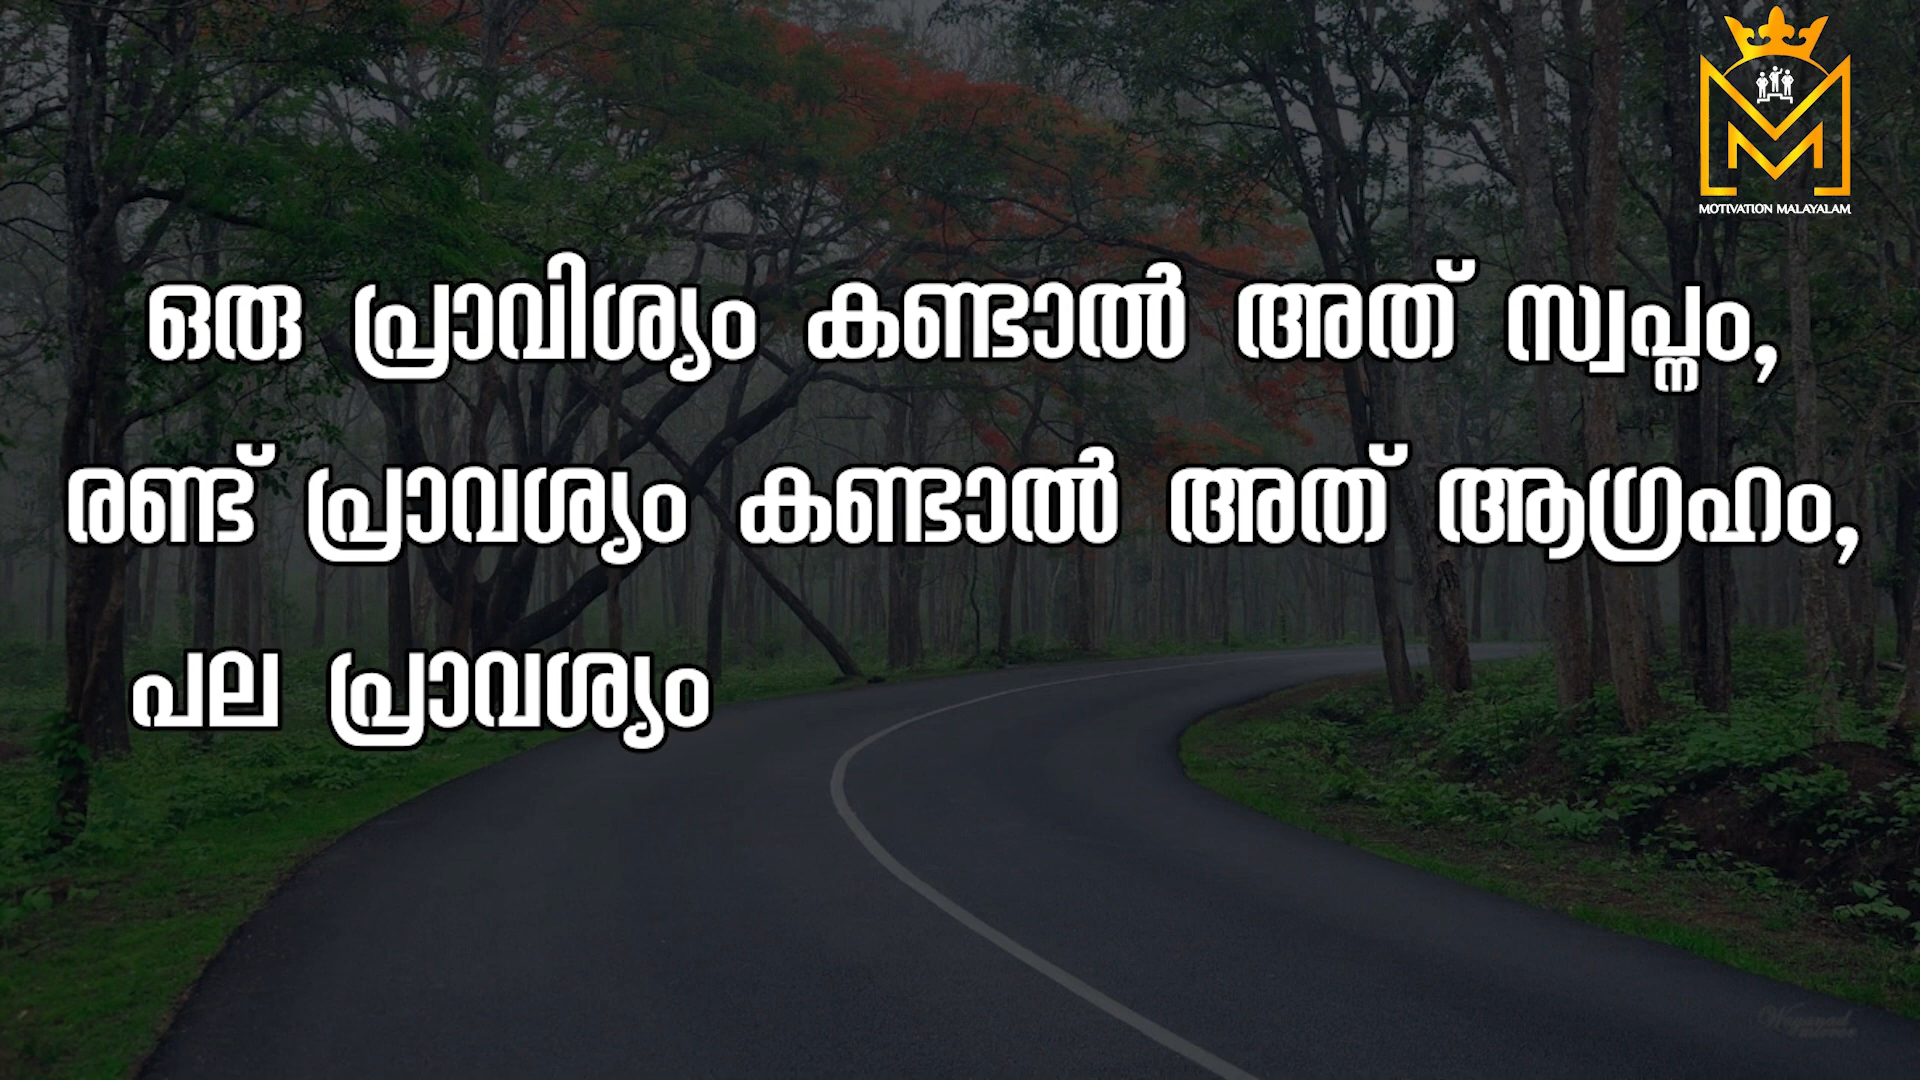 MOTIVATION MALAYALAM
ഒരു പ്രാവിശ്യം കണ്ടാൽ അത് സ്വപ്നം,
രണ്ട് പ്രാവശ്യം കണ്ടാൽ അത് ആഗ്രഹം,
പല പ്രാവശ്യം